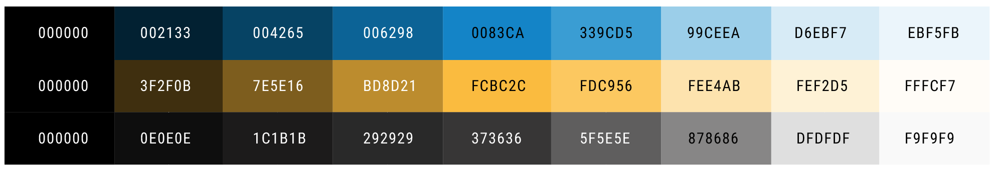 000000 002133 004265 006298 0083CA 339CD5 99CEEA D6EBF7 EBF5FB
000000 3F2F0B 7E5E16 BD8D21 FCBC2C FDC956 FEE4AB FEF2D5 FFFCF7
000000 0E0E0E 1C1B1B 292929 373636 5F5E5E 878686 DFDFDF F9F9F9